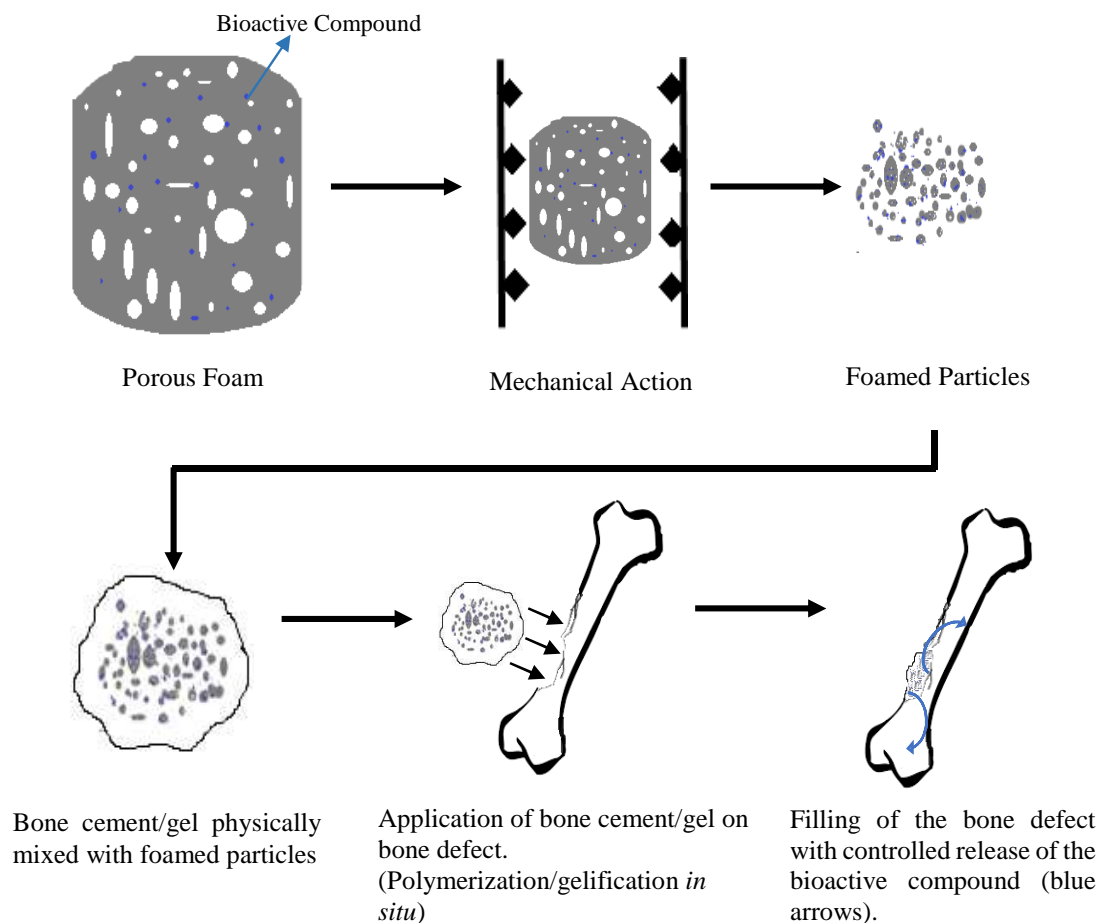 Bioactive Compound
Porous Foam
Mechanical Action
Foamed Particles
Bone cement/gel physically
mixed with foamed particles
Application of bone cement/gel on
bone defect.
(Polymerization/gelification in
situ)
Filling of the bone defect
with controlled release of the
bioactive compound (blue
arrows).